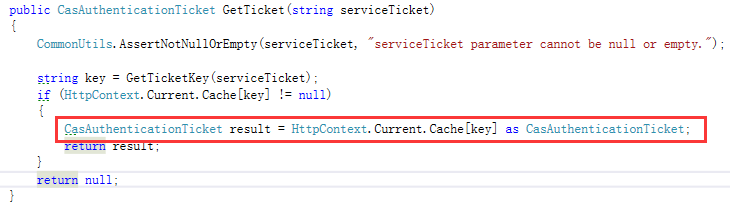 public CasAuthenticationTicket GetTicket(string serviceTicket)
{
CommonUtils.AssertNotNullOrEmpty(serviceTicket, "serviceTicket parameter cannot be null or empty.");
string key = GetTicketKey(serviceTicket);
if (HttpContext.Current.Cache[key] != null)
{
CasAuthenticationTicket result = HttpContext.Current.Cache[key] as CasAuthenticationTicket;
return result;
}
return null;
}